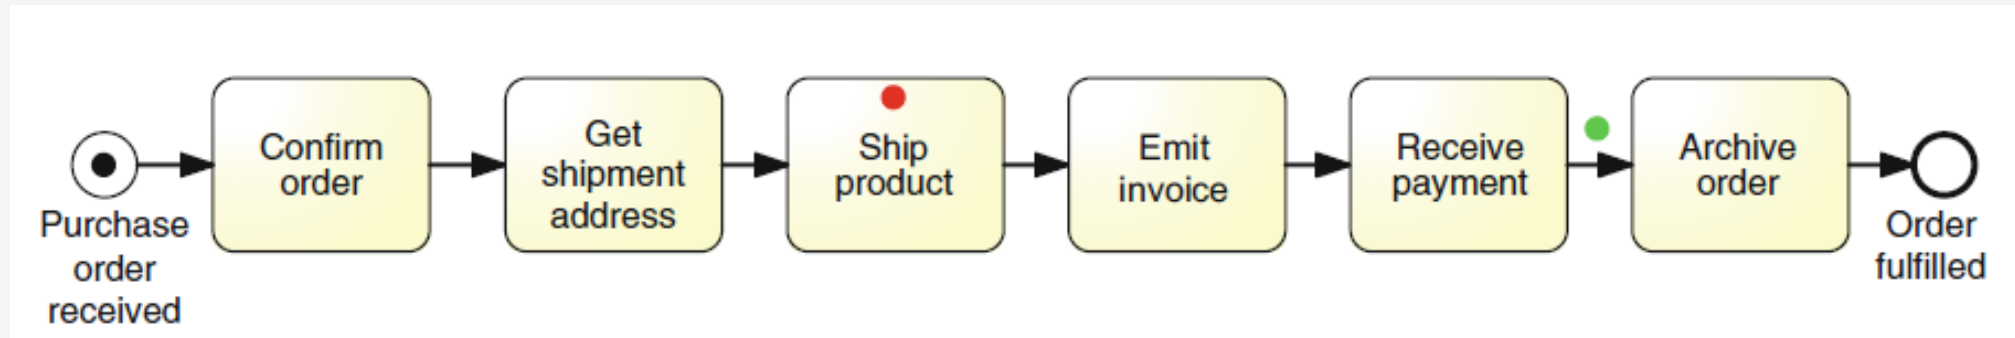 Purchase
order
received
Confirm
order
Get
shipment
address
Ship
product
Emit
invoice
Receive
payment
Archive
order
Order
fulfilled